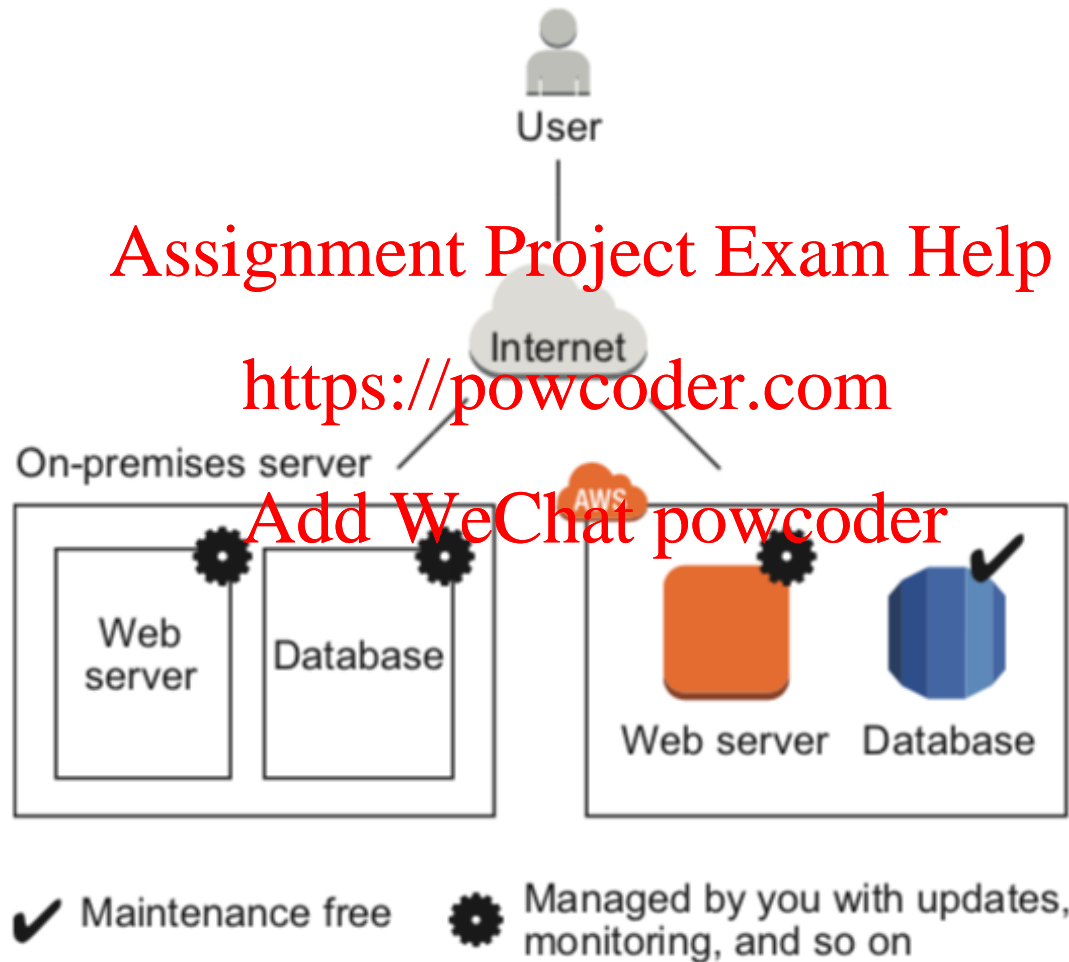 User
Assignment Project Exam Help
Internet
https://powcoder.com
On-premises server
AWS
Add WeChat powcoder
Web
server
Database
Web server
Database
Maintenance free
Managed by you with updates,
monitoring, and so on